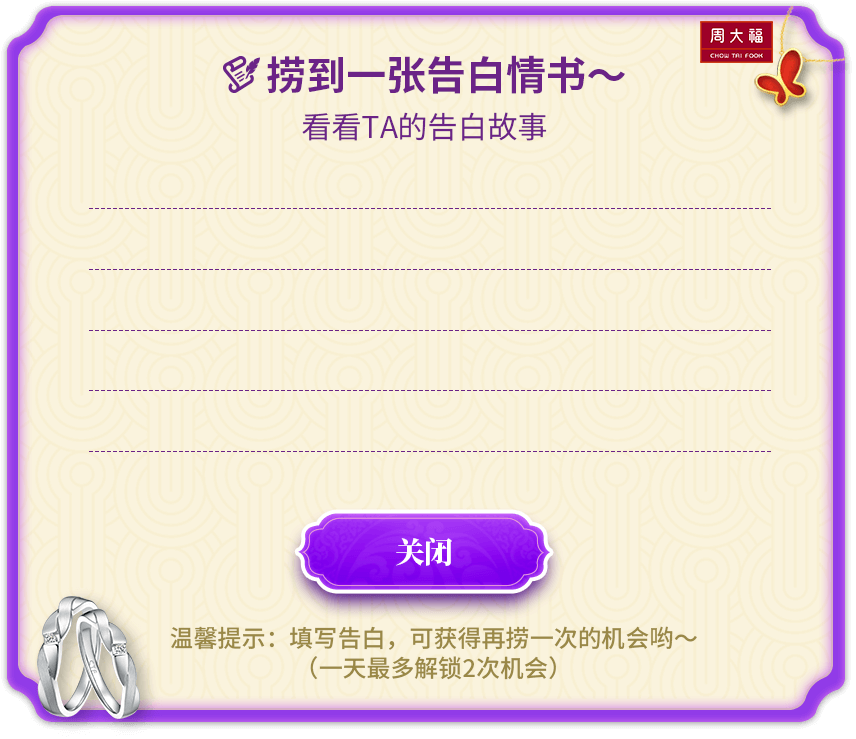 周大福
CHOW TAI FOOK
捞到一张告白情书～
看看TA的告白故事
关闭
温馨提示：填写告白，可获得再捞一次的机会哟～
（一天最多解锁2次机会）